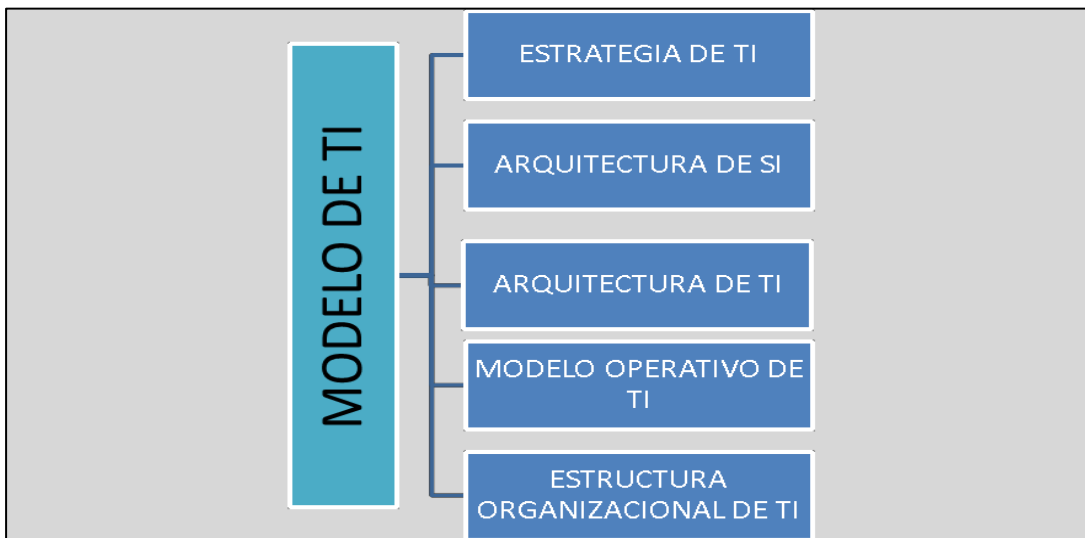 MODELO DE TI
ESTRATEGIA DE TI
ARQUITECTURA DE SI
ARQUITECTURA DE TI
MODELO OPERATIVO DE
TI
ESTRUCTURA
ORGANIZACIONAL DE TI